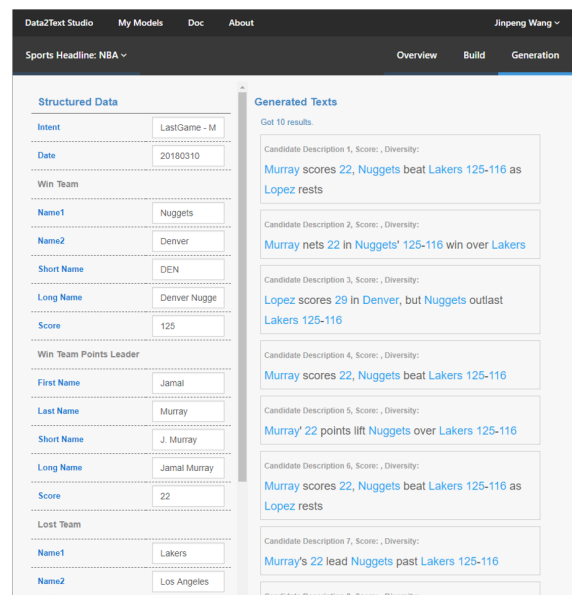 Data2Text Studio My Models Doc About Jinpeng Wang
Sports Headline: NBA Overview Build Generation
Structured Data
Intent LastGame - M
Date 20180310
Win Team
Name1 Nuggets
Name2 Denver
Short Name DEN
Long Name Denver Nugge
Score 125
Win Team Points Leader
First Name Jamal
Last Name Murray
Short Name J. Murray
Long Name Jamal Murray
Score 22
Lost Team
Name1 Lakers
Name2 Los Angeles
Generated Texts
Got 10 results.
Candidate Description 1, Score: , Diversity:
Murray scores 22, Nuggets beat Lakers 125-116 as
Lopez rests
Candidate Description 2, Score: , Diversity:
Murray nets 22 in Nuggets' 125-116 win over Lakers
Candidate Description 3, Score: , Diversity:
Lopez scores 29 in Denver, but Nuggets outlast
Lakers 125-116
Candidate Description 4, Score: , Diversity:
Murray scores 22, Nuggets beat Lakers 125-116
Candidate Description 5, Score: , Diversity:
Murray' 22 points lift Nuggets over Lakers 125-116
Candidate Description 6, Score: , Diversity:
Murray scores 22, Nuggets beat Lakers 125-116 as
Lopez rests
Candidate Description 7, Score: , Diversity:
Murray's 22 lead Nuggets past Lakers 125-116